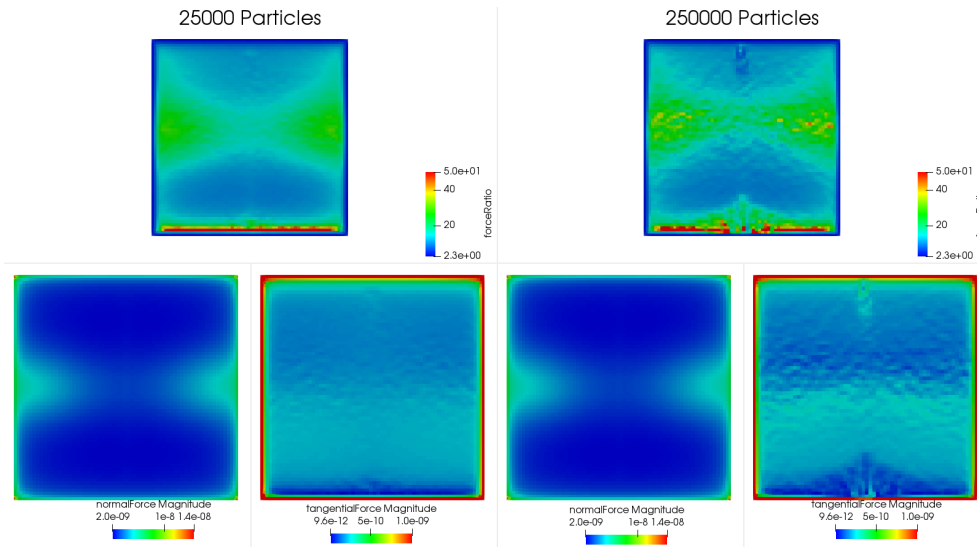 25000 Particles
250000 Particles
5.0e+01
40
20
2.3e+00
forceRatio
5.0e+01
40
20
2.3e+00
normalForce Magnitude
2.0e-09 1e-8 1.4e-08
tangentialForce Magnitude
9.6e-12 5e-10 1.0e-09
normalForce Magnitude
2.0e-09 1e-8 1.4e-08
tangentialForce Magnitude
9.6e-12 5e-10 1.0e-09